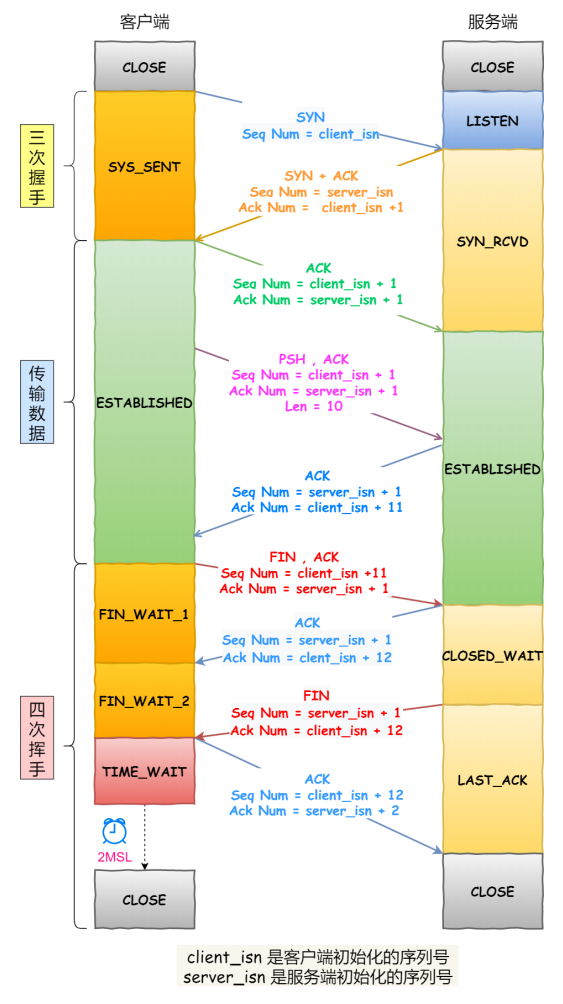 客户端
服务端
CLOSE
CLOSE
三次握手
SYN
Seq Num = client_isn
LISTEN
SYS_SENT
SYN + ACK
Seq Num = server_isn
Ack Num = client_isn +1
SYN_RCVD
ACK
Seq Num = client_isn + 1
Ack Num = server_isn + 1
传输数据
ESTABLISHED
PSH , ACK
Seq Num = client_isn + 1
Ack Num = server_isn + 1
Len = 10
ESTABLISHED
ACK
Seq Num = server_isn + 1
Ack Num = client_isn + 11
四次挥手
FIN , ACK
Seq Num = client_isn +11
Ack Num = server_isn + 1
FIN_WAIT_1
ACK
Seq Num = server_isn + 1
Ack Num = clent_isn + 12
CLOSED_WAIT
FIN_WAIT_2
FIN
Seq Num = server_isn + 1
Ack Num = client_isn + 12
TIME_WAIT
LAST_ACK
ACK
Seq Num = client_isn + 12
Ack Num = server_isn + 2
2MSL
CLOSE
CLOSE
client_isn 是客户端初始化的序列号
server_isn 是服务端初始化的序列号